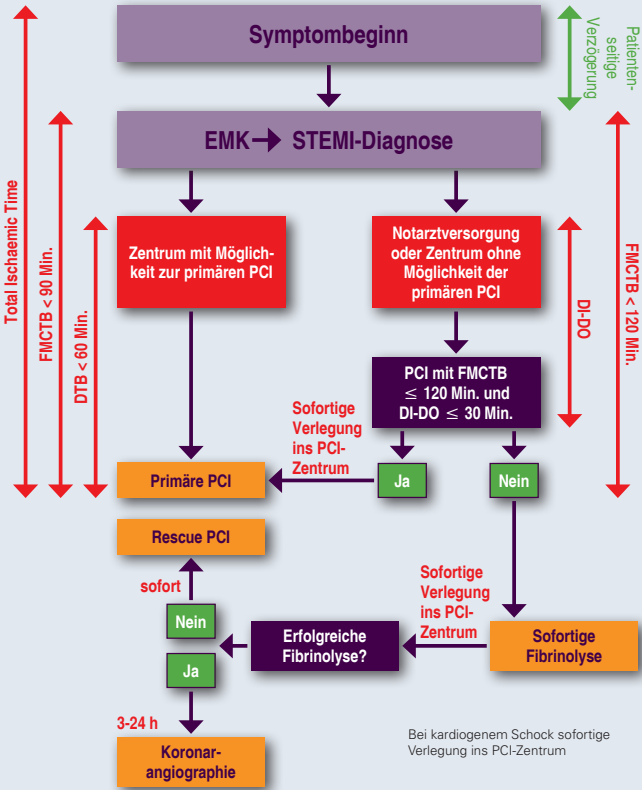 Symptombeginn
Patienten-
seitige
Verzögerung
EMK → STEMI-Diagnose
Total Ischaemic Time
FMCTB < 90 Min.
DTB < 60 Min.
Zentrum mit Möglich-
keit zur primären PCI
Notarztversorgung
oder Zentrum ohne
Möglichkeit der
primären PCI
DI-DO
FMCTB < 120 Min.
PCI mit FMCTB
≤ 120 Min. und
DI-DO ≤ 30 Min.
Sofortige
Verlegung
ins PCI-
Zentrum
Primäre PCI
Ja
Nein
Rescue PCI
sofort
Nein
Ja
Erfolgreiche
Fibrinolyse?
Sofortige
Verlegung
ins PCI-
Zentrum
Sofortige
Fibrinolyse
3-24 h
Koronar-
angiographie
Bei kardiogenem Schock sofortige
Verlegung ins PCI-Zentrum